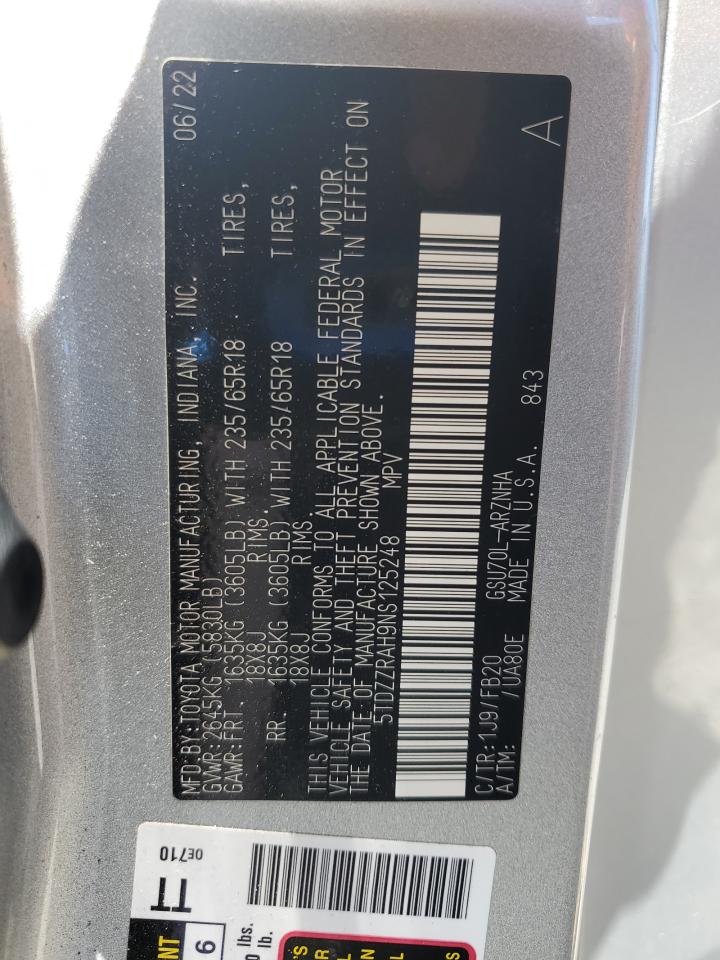 MFD.BY:TOYOTA MOTOR MANUFACTURING, INDIANA, INC. 06/22
GVWR:2645KG (5830LB)
GAWR:FRT. 1635KG (3605LB) WITH 235/65R18 TIRES,
18X8J RIMS.
RR. 1635KG (3605LB) WITH 235/65R18 TIRES,
18X8J RIMS.
THIS VEHICLE CONFORMS TO ALL APPLICABLE FEDERAL MOTOR
VEHICLE SAFETY AND THEFT PREVENTION STANDARDS IN EFFECT ON
THE DATE OF MANUFACTURE SHOWN ABOVE.
5TDZZRAH9NS125248 MPV
C/TR:1J9/FB20 GSU70L-ARZNHA
A/TM: /UA80E MADE IN U.S.A. 843 A
0E710
lbs.
lb.
6